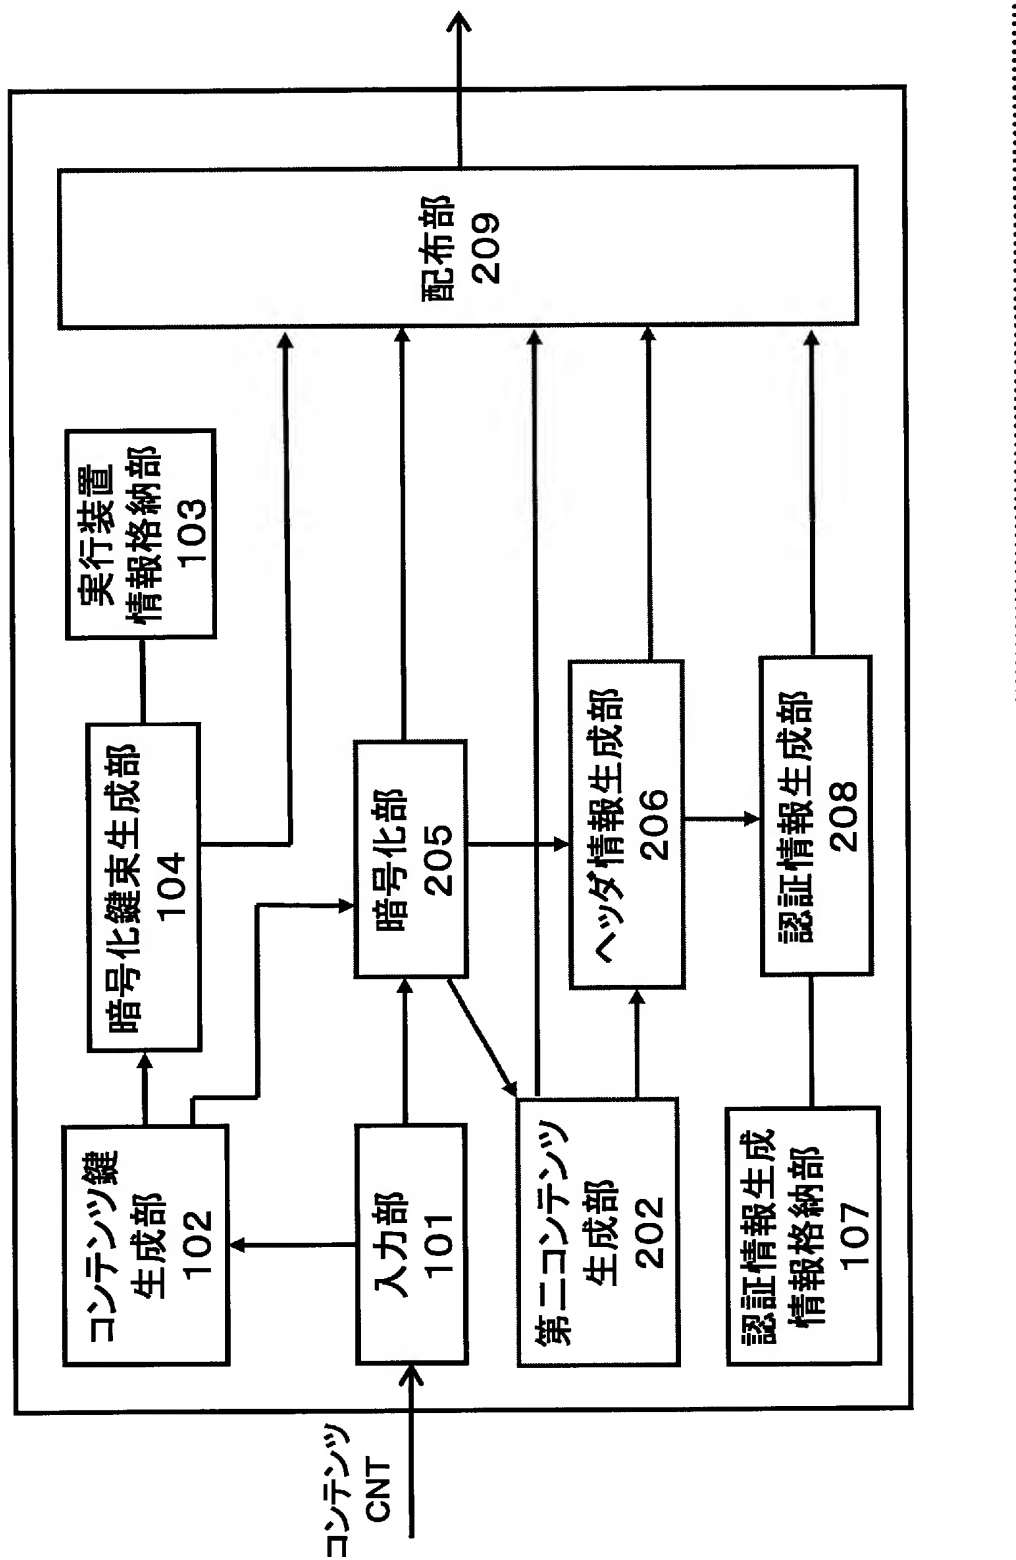 コンテンツ
CNT
コンテンツ鍵
生成部
102
入力部
101
第二コンテンツ
生成部
202
認証情報生成
情報格納部
107
暗号化鍵束生成部
104
暗号化部
205
ヘッダ情報生成部
206
認証情報生成部
208
実行装置
情報格納部
103
配布部
209